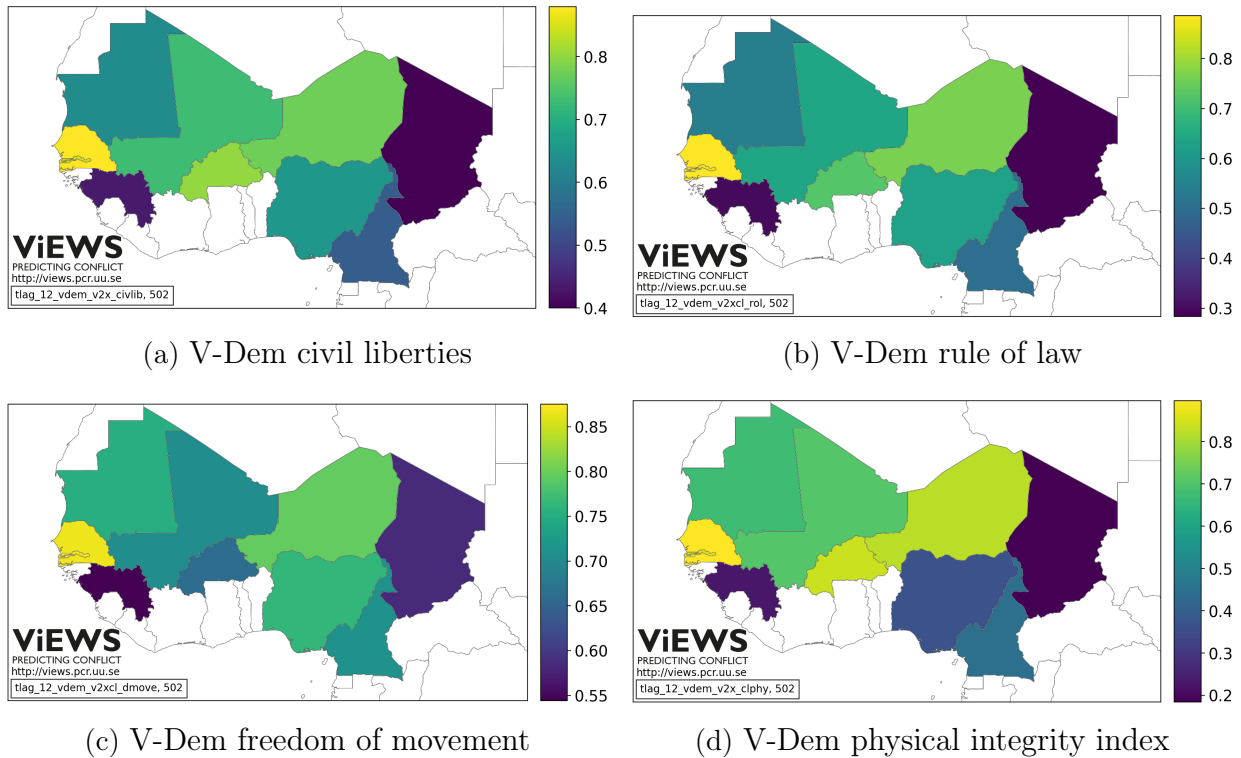 0.8
0.7
0.6
0.5
0.4
ViEWS
PREDICTING CONFLICT
http://views.pcr.uu.se
tlag_12_vdem_v2x_civlib, 502
(a) V-Dem civil liberties
0.8
0.7
0.6
0.5
0.4
0.3
ViEWS
PREDICTING CONFLICT
http://views.pcr.uu.se
tlag_12_vdem_v2xcl_rol, 502
(b) V-Dem rule of law
0.85
0.80
0.75
0.70
0.65
0.60
0.55
ViEWS
PREDICTING CONFLICT
http://views.pcr.uu.se
tlag_12_vdem_v2xcl_dmove, 502
(c) V-Dem freedom of movement
0.8
0.7
0.6
0.5
0.4
0.3
0.2
ViEWS
PREDICTING CONFLICT
http://views.pcr.uu.se
tlag_12_vdem_v2x_clphy, 502
(d) V-Dem physical integrity index